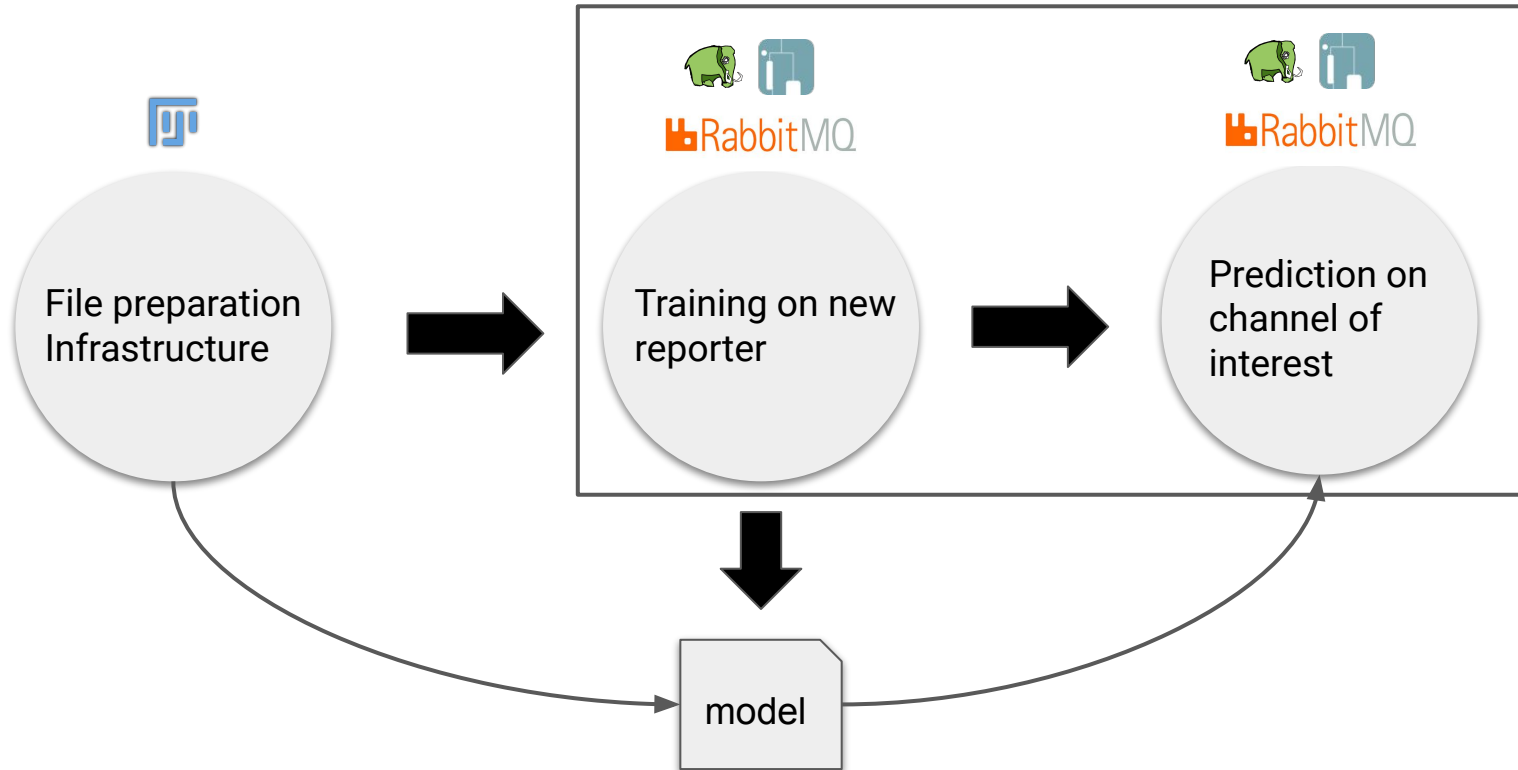 RabbitMQ
RabbitMQ
File preparation
Infrastructure
Training on new
reporter
Prediction on
channel of
interest
model